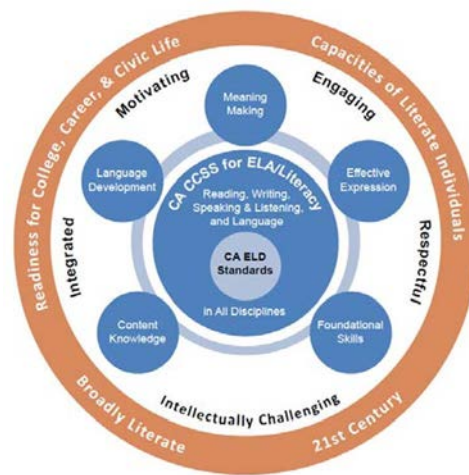 Readiness for College, Career, & Civic Life
Capacities of Literate Individuals
Broadly Literate
21st Century
Motivating
Engaging
Integrated
Respectful
Intellectually Challenging
Meaning
Making
Language
Development
Effective
Expression
Content
Knowledge
Foundational
Skills
CA CCSS for ELA/Literacy
Reading, Writing,
Speaking & Listening,
and Language
CA ELD
Standards
in All Disciplines